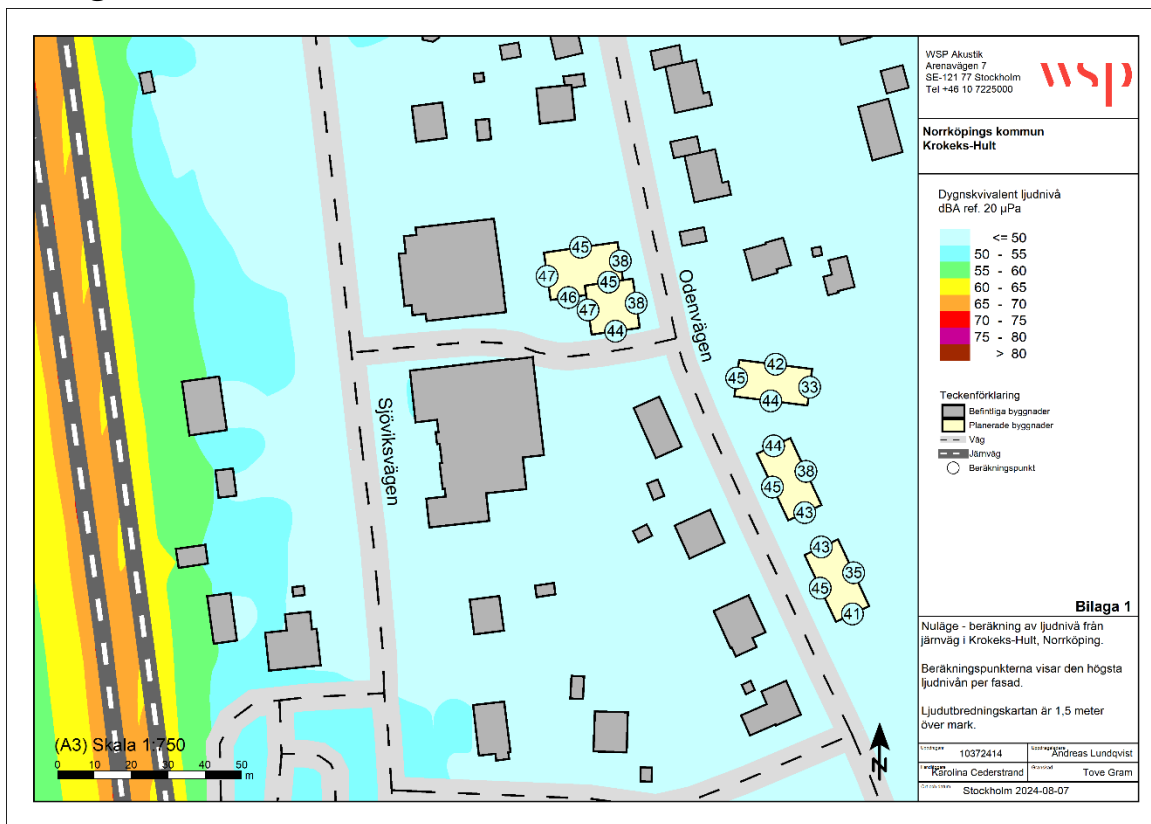 WSP Akustik
Arenavägen 7
SE-121 77 Stockholm
Tel +46 10 7225000
wsp
Norrköpings kommun
Krokeks-Hult
Dygnskvivalent ljudnivå
dBA ref. 20 µPa
<= 50
50 - 55
55 - 60
60 - 65
65 - 70
70 - 75
75 - 80
> 80
Teckenförklaring
Befintliga byggnader
Planerade byggnader
Väg
Järnväg
Beräkningspunkt
Bilaga 1
Nuläge - beräkning av ljudnivå från
järnväg i Krokeks-Hult, Norrköping.
Beräkningspunkterna visar den högsta
ljudnivån per fasad.
Ljudutbredningskartan är 1,5 meter
över mark.
10372414
Andreas Lundqvist
Karolina Cederstrand
Granskad
Tove Gram
Stockholm 2024-08-07
45
38
47
45
46
47
38
44
Odenvägen
42
45
33
44
Sjöviksvägen
44
38
45
43
43
35
45
41
N
(A3) Skala 1:750
0 10 20 30 40 50
m